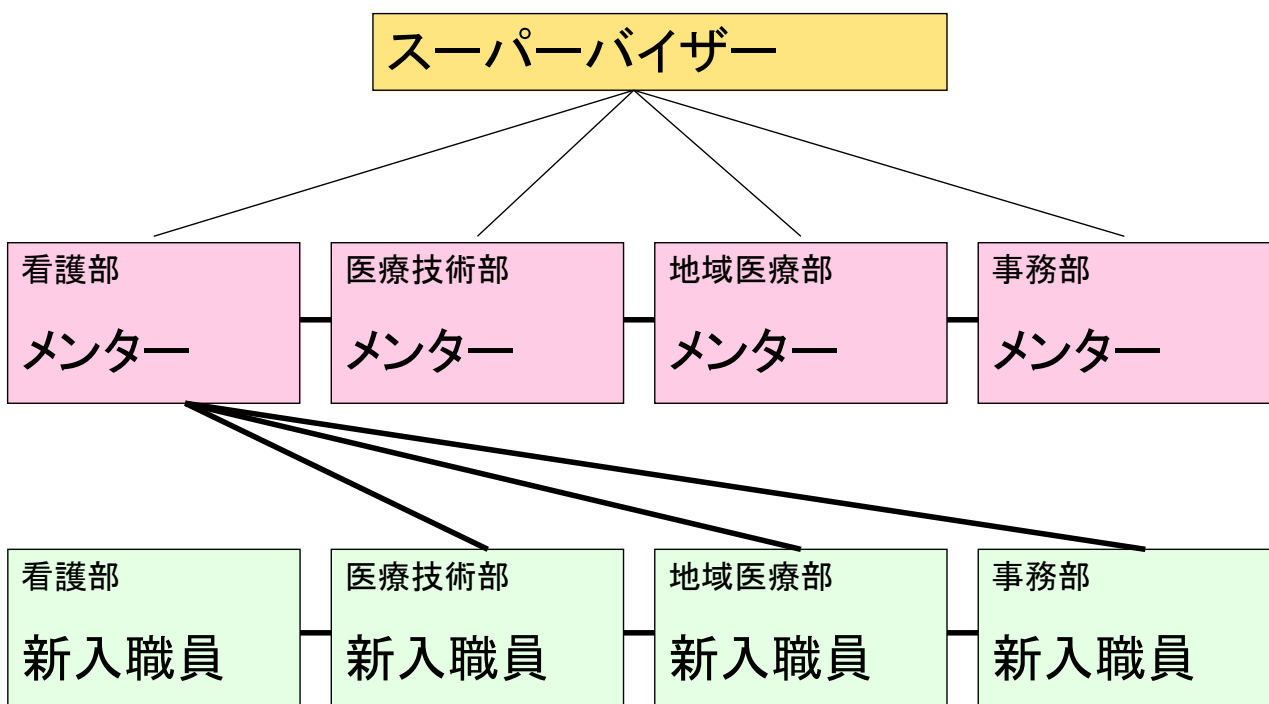 スーパーバイザー
看護部
メンター
医療技術部
メンター
地域医療部
メンター
事務部
メンター
看護部
新入職員
医療技術部
新入職員
地域医療部
新入職員
事務部
新入職員